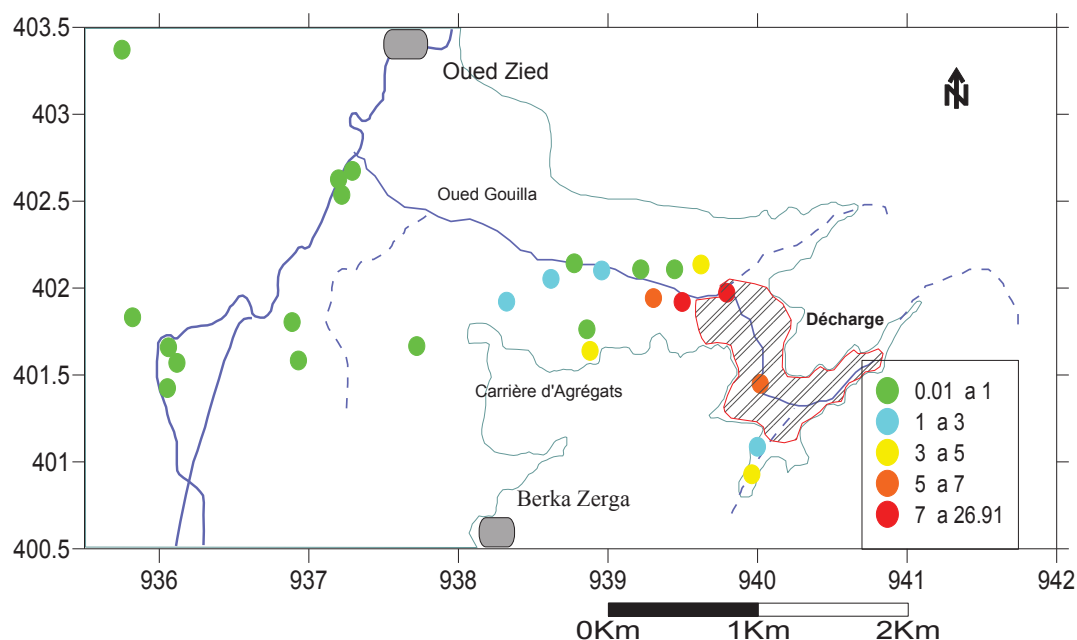 403.5
403
402.5
402
401.5
401
400.5
Oued Zied
N
Oued Gouilla
Décharge
Carrière d'Agrégats
Berka Zerga
0.01 a 1
1 a 3
3 a 5
5 a 7
7 a 26.91
936
937
938
939
940
941
942
0Km
1Km
2Km